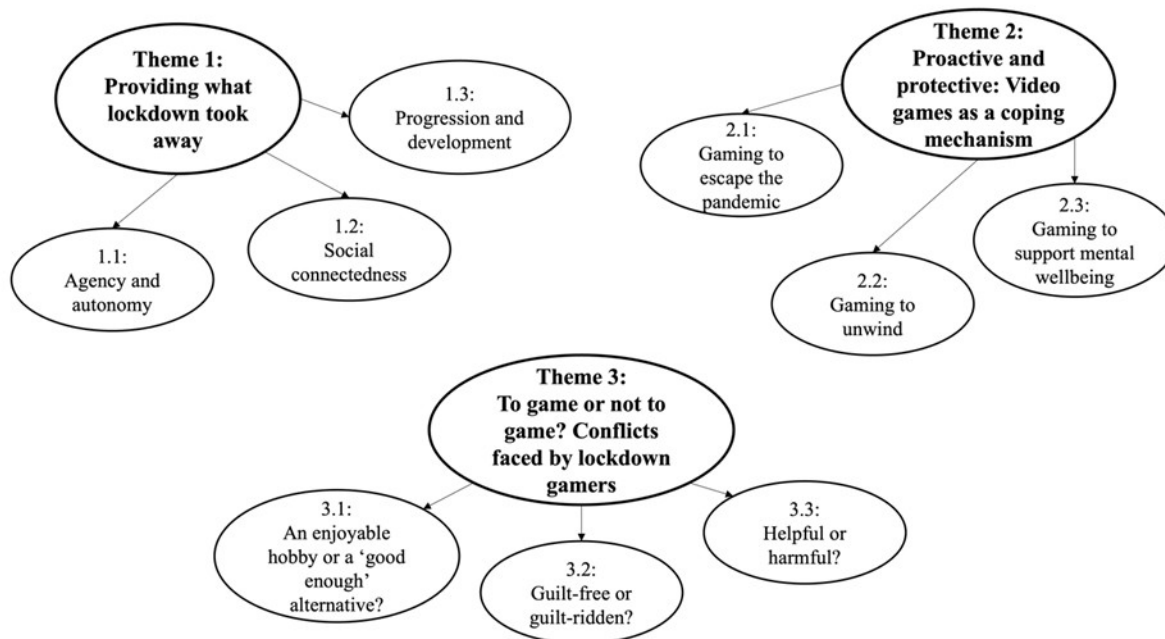 Theme 1:
Providing what
lockdown took
away
1.3:
Progression and
development
1.2:
Social
connectedness
1.1:
Agency and
autonomy
Theme 2:
Proactive and
protective: Video
games as a coping
mechanism
2.1:
Gaming to
escape the
pandemic
2.3:
Gaming to
support mental
wellbeing
2.2:
Gaming to
unwind
Theme 3:
To game or not to
game? Conflicts
faced by lockdown
gamers
3.1:
An enjoyable
hobby or a ‘good
enough’
alternative?
3.2:
Guilt-free or
guilt-ridden?
3.3:
Helpful or
harmful?